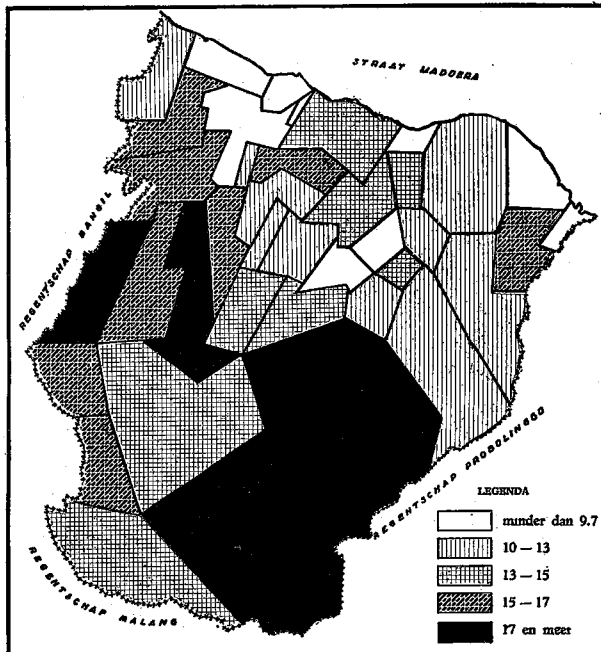 STRAAT MADOERA
REGENTSCHAP BANGIL
REGENTSCHAP PROBOLINGGO
REGENTSCHAP MALANG
LEGENDA
minder dan 9.7
10 — 13
13 — 15
15 — 17
17 en meer